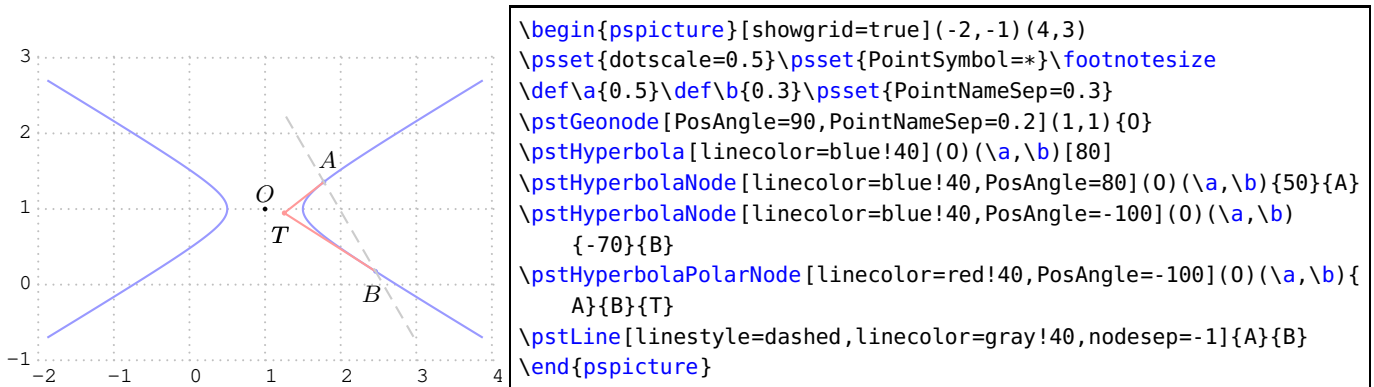 3
2
1
0
−1
−2
−1
0
1
2
3
4
O
A
T
B
\begin{pspicture}[showgrid=true](-2,-1)(4,3)
\psset{dotscale=0.5}\psset{PointSymbol=*}\footnotesize
\def\a{0.5}\def\b{0.3}\psset{PointNameSep=0.3}
\pstGeonode[PosAngle=90,PointNameSep=0.2](1,1){O}
\pstHyperbola[linecolor=blue!40](O)(\a,\b)[80]
\pstHyperbolaNode[linecolor=blue!40,PosAngle=80](O)(\a,\b){50}{A}
\pstHyperbolaNode[linecolor=blue!40,PosAngle=-100](O)(\a,\b)
{-70}{B}
\pstHyperbolaPolarNode[linecolor=red!40,PosAngle=-100](O)(\a,\b){
A}{B}{T}
\pstLine[linestyle=dashed,linecolor=gray!40,nodesep=-1]{A}{B}
\end{pspicture}